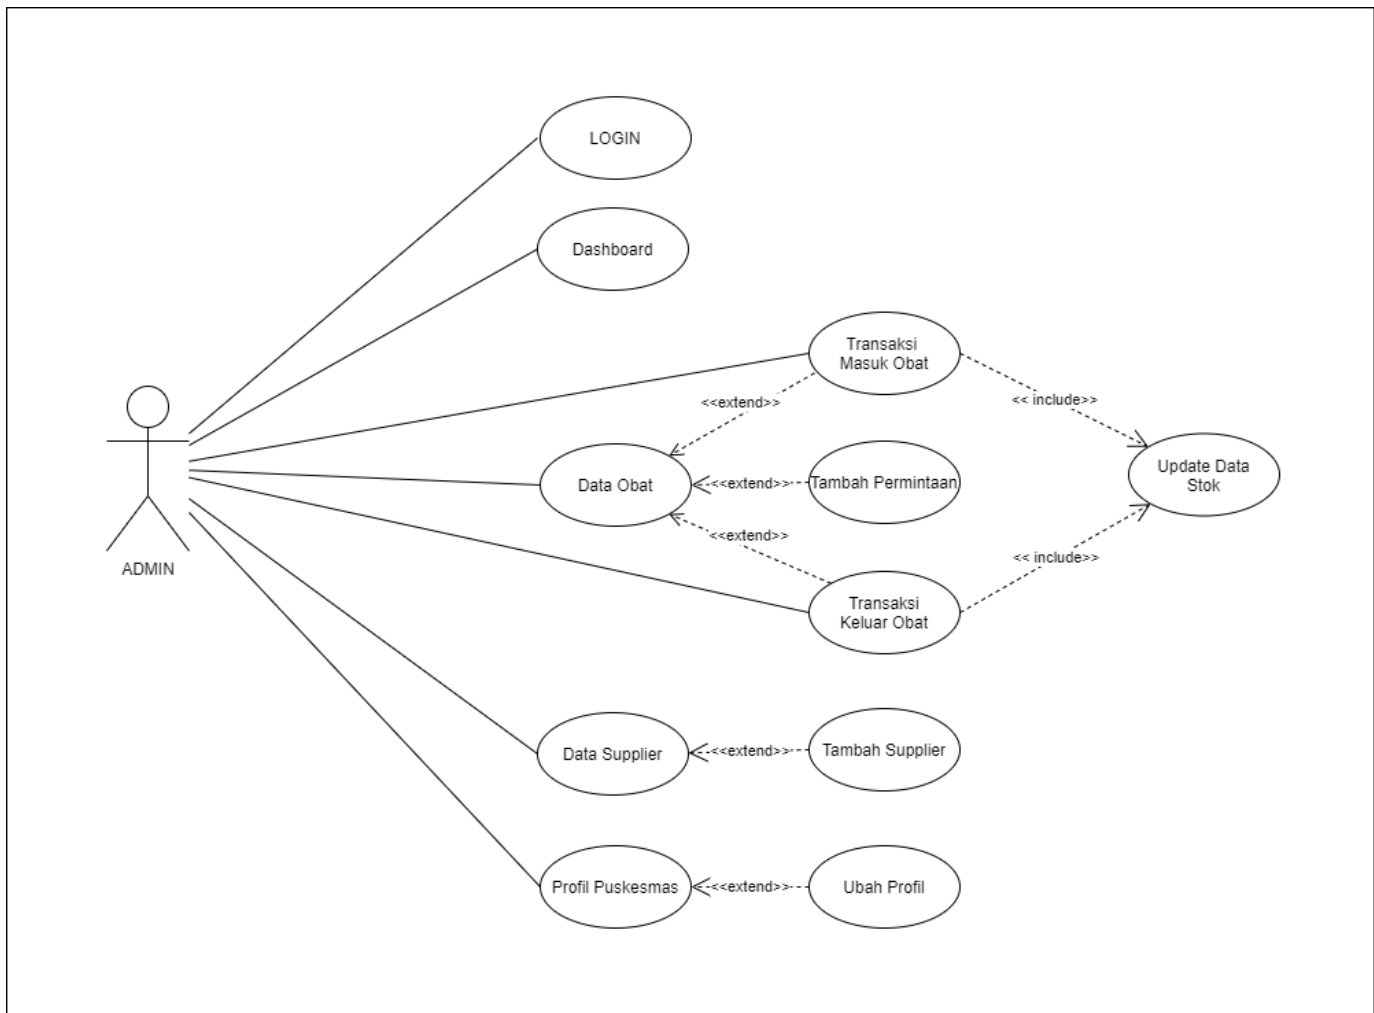 LOGIN
Dashboard
Transaksi
Masuk Obat
<<extend>>
<< include>>
Data Obat
<<extend>>
Tambah Permintaan
Update Data
Stok
<<extend>>
<< include>>
ADMIN
Transaksi
Keluar Obat
Data Supplier
<<extend>>
Tambah Supplier
Profil Puskesmas
<<extend>>
Ubah Profil